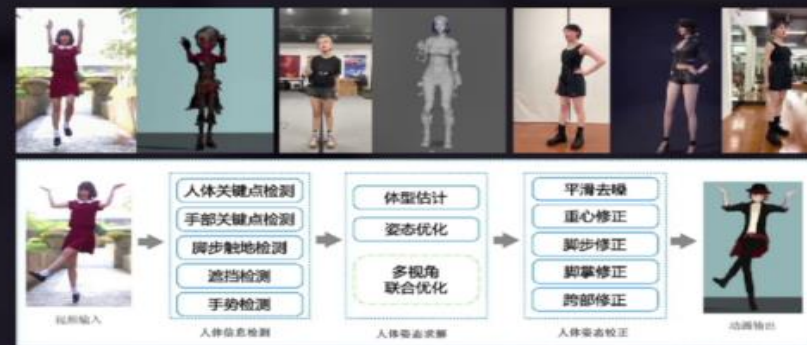 人体关键点检测
手部关键点检测
脚步触地检测
遮挡检测
手势检测
体型估计
姿态优化
多视角
联合优化
平滑去噪
重心修正
脚步修正
脚掌修正
跨部修正
视频输入
人体信息检测
人体姿态求解
人体姿态校正
动画输出